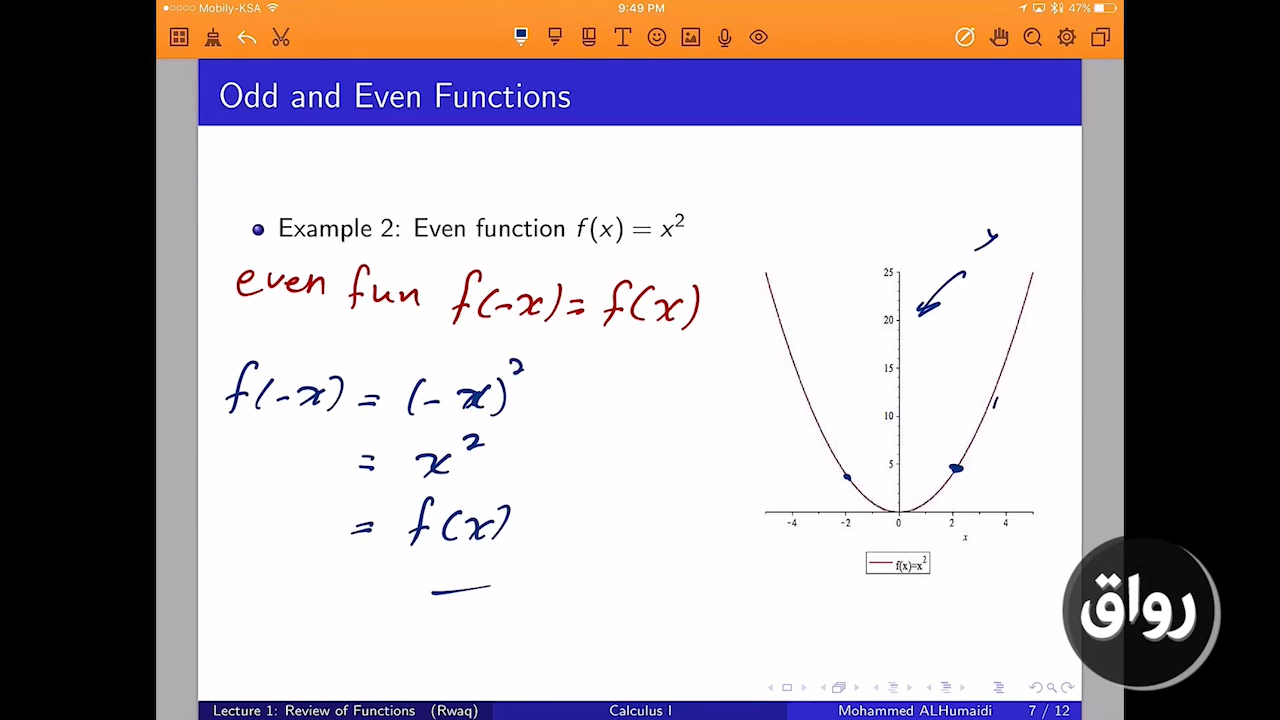 Mobily-KSA 9:49 PM 47%
Odd and Even Functions
Example 2: Even function f(x) = x²
even fun f(-x) = f(x)
f(-x) = (-x)²
= x²
= f(x)
y
25
20
15
10
5
-4 -2 0 2 4
x
f(x)=x²
رواق
Lecture 1: Review of Functions (Rwaq) Calculus I Mohammed ALHumaidi 7 / 12